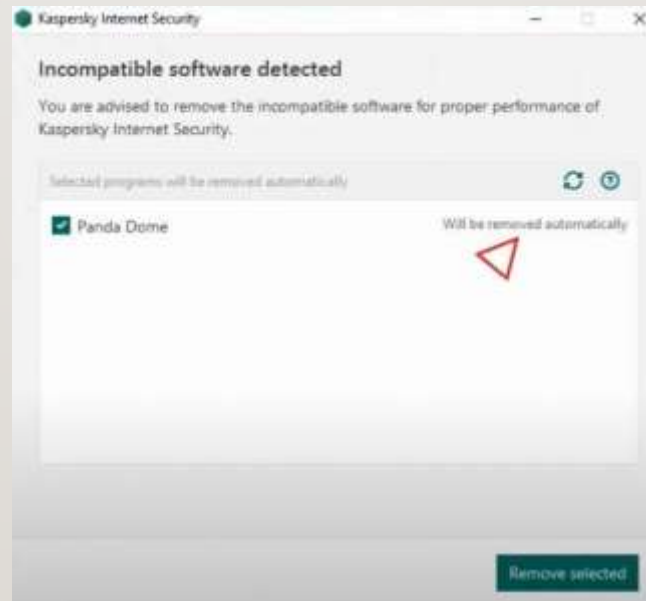 Kaspersky Internet Security
Incompatible software detected
You are advised to remove the incompatible software for proper performance of
Kaspersky Internet Security.
Selected programs will be removed automatically
Panda Dome
Will be removed automatically
Remove selected